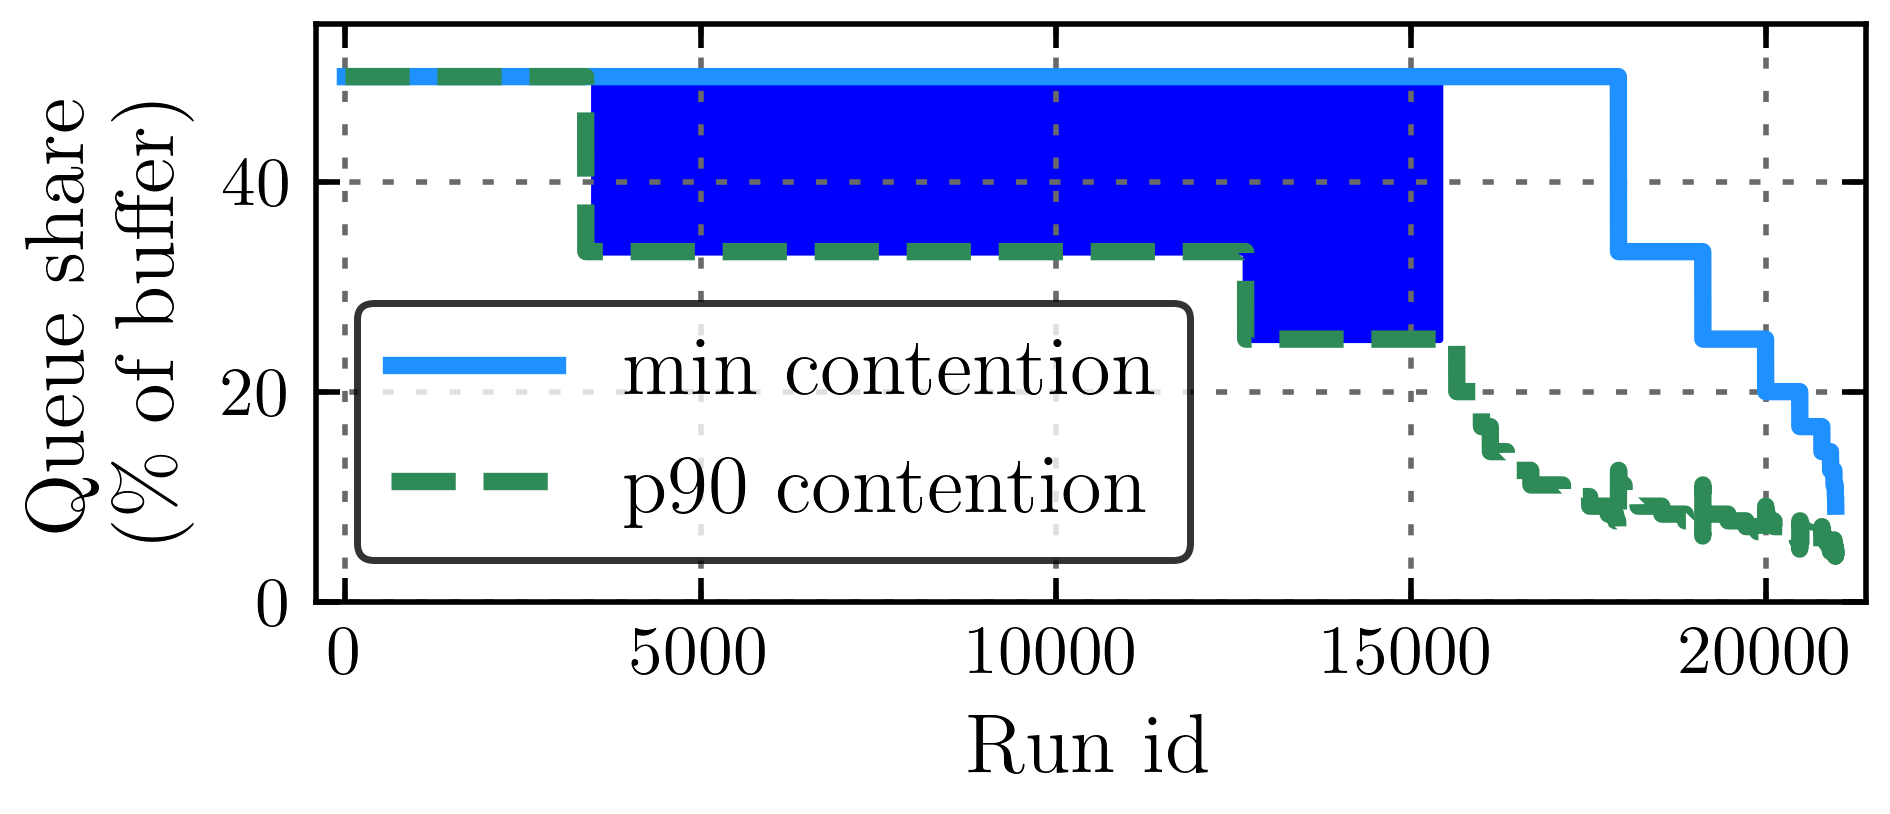 Queue share
(% of buffer)
40
20
0
min contention
p90 contention
0 5000 10000 15000 20000
Run id